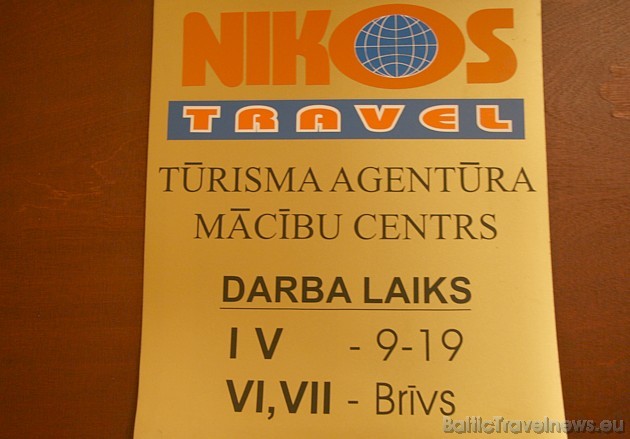 NIKOS
TRAVEL
TŪRISMA AGENTŪRA
MĀCĪBU CENTRS
DARBA LAIKS
I V - 9-19
VI, VII - Brīvs
BalticTravelnews.eu